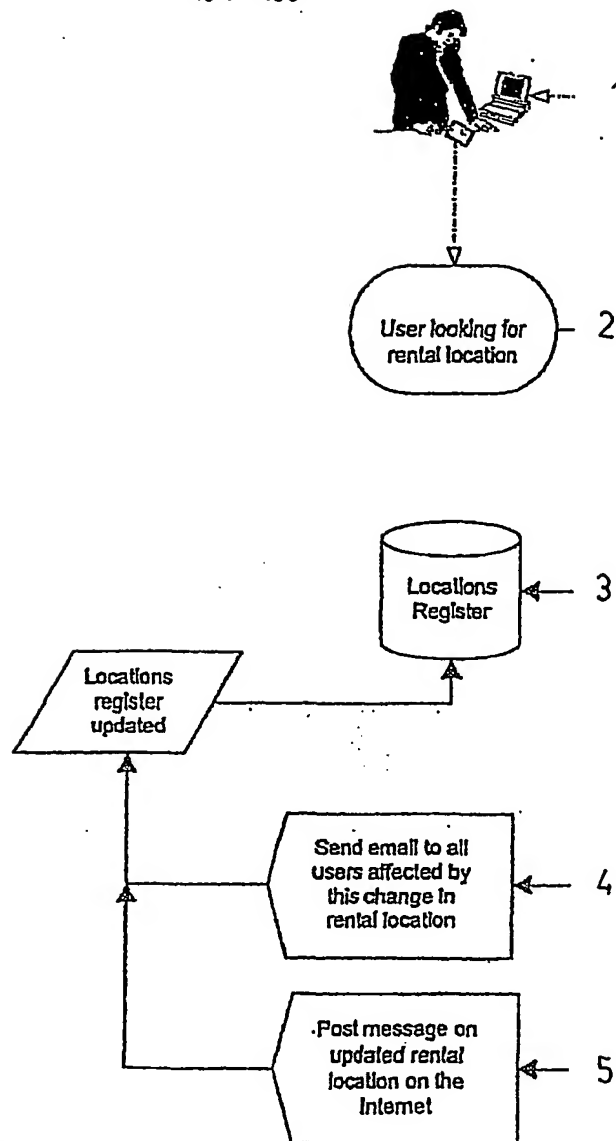 User looking for
rental location
2
Locations
Register
3
Locations
register
updated
Send email to all
users affected by
this change in
rental location
4
Post message on
updated rental
location on the
Internet
5